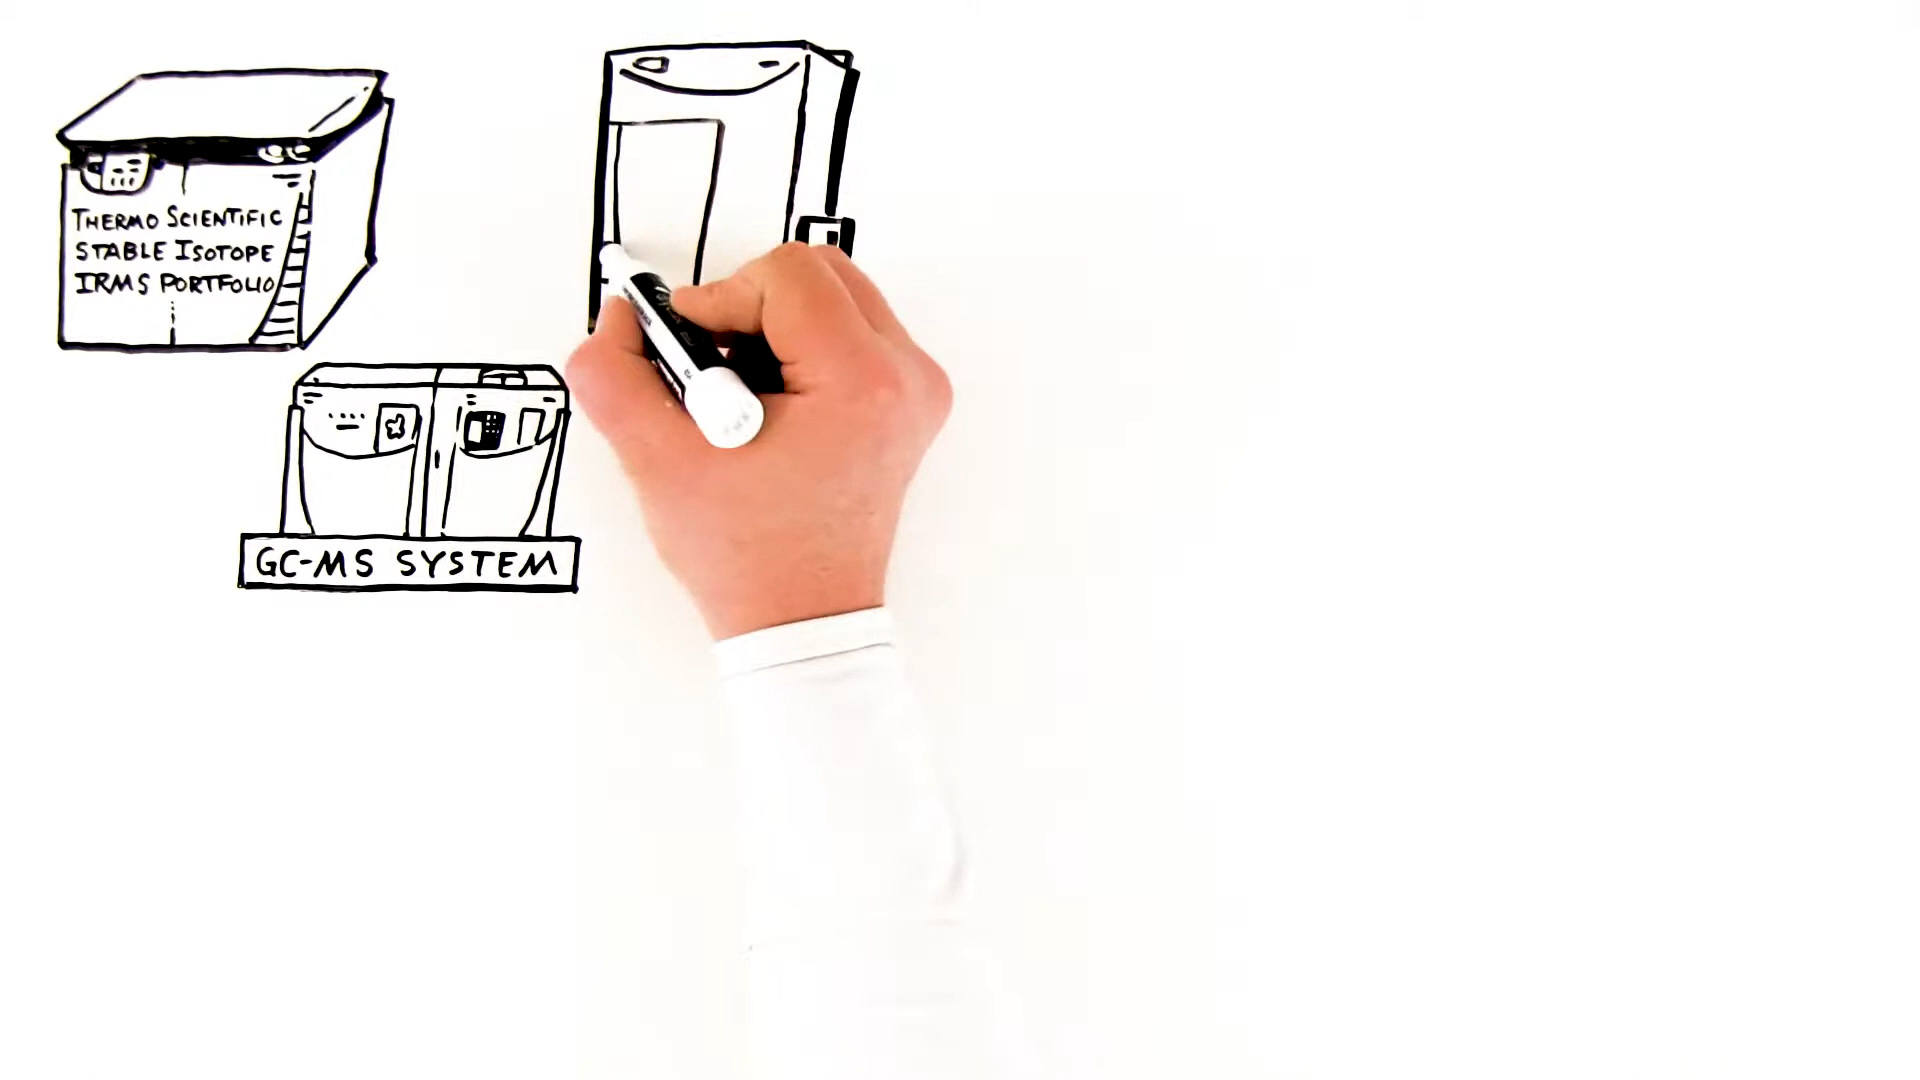 THERMO SCIENTIFIC
STABLE ISOTOPE
IRMS PORTFOLIO
GC-MS SYSTEM